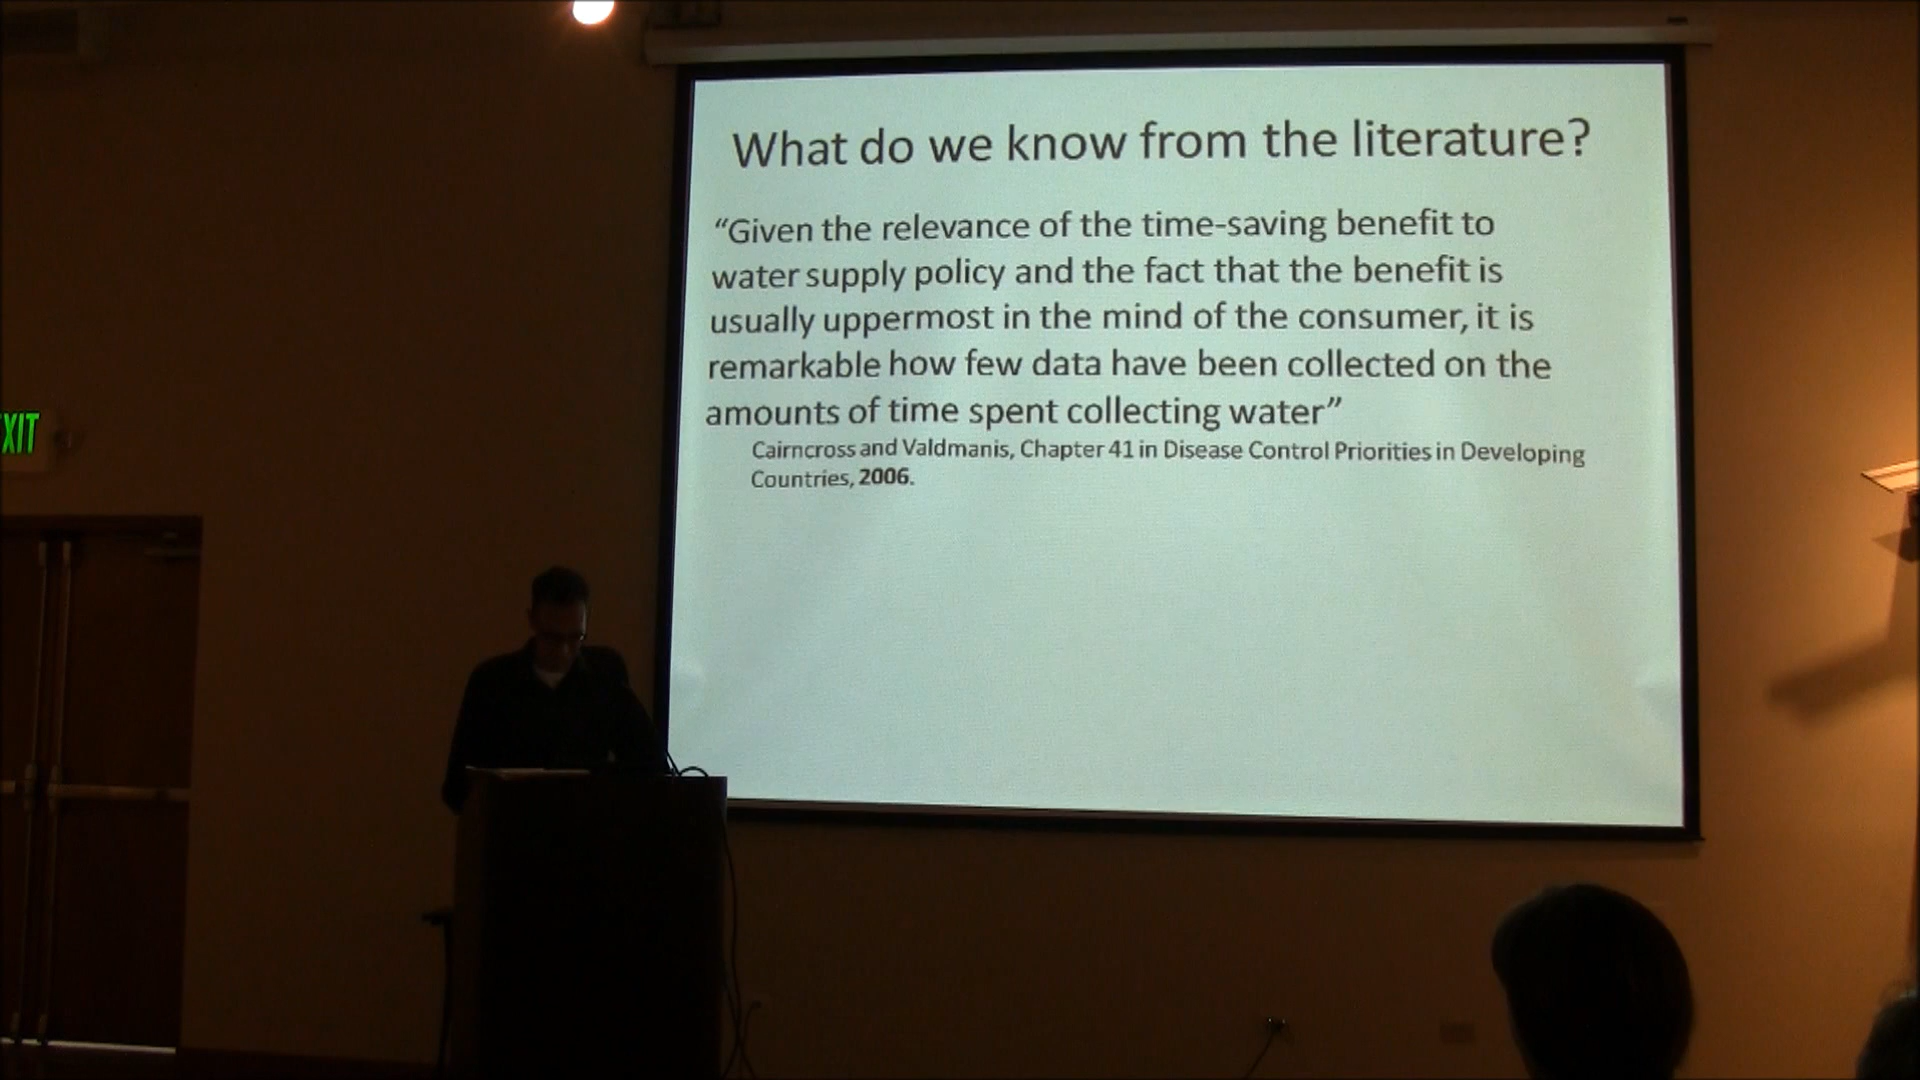 What do we know from the literature?
“Given the relevance of the time-saving benefit to
water supply policy and the fact that the benefit is
usually uppermost in the mind of the consumer, it is
remarkable how few data have been collected on the
amounts of time spent collecting water”
Cairncross and Valdmanis, Chapter 41 in Disease Control Priorities in Developing
Countries, 2006.
XIT